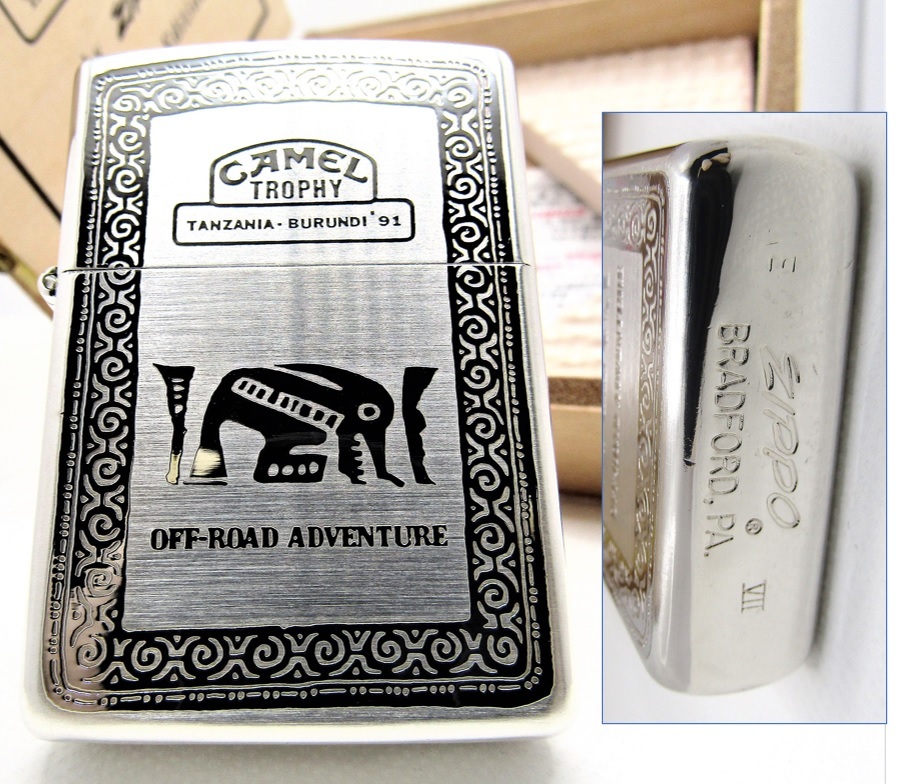 CAMEL
TROPHY
TANZANIA - BURUNDI '91
OFF-ROAD ADVENTURE
E
Zippo
®
BRADFORD, PA.
VII